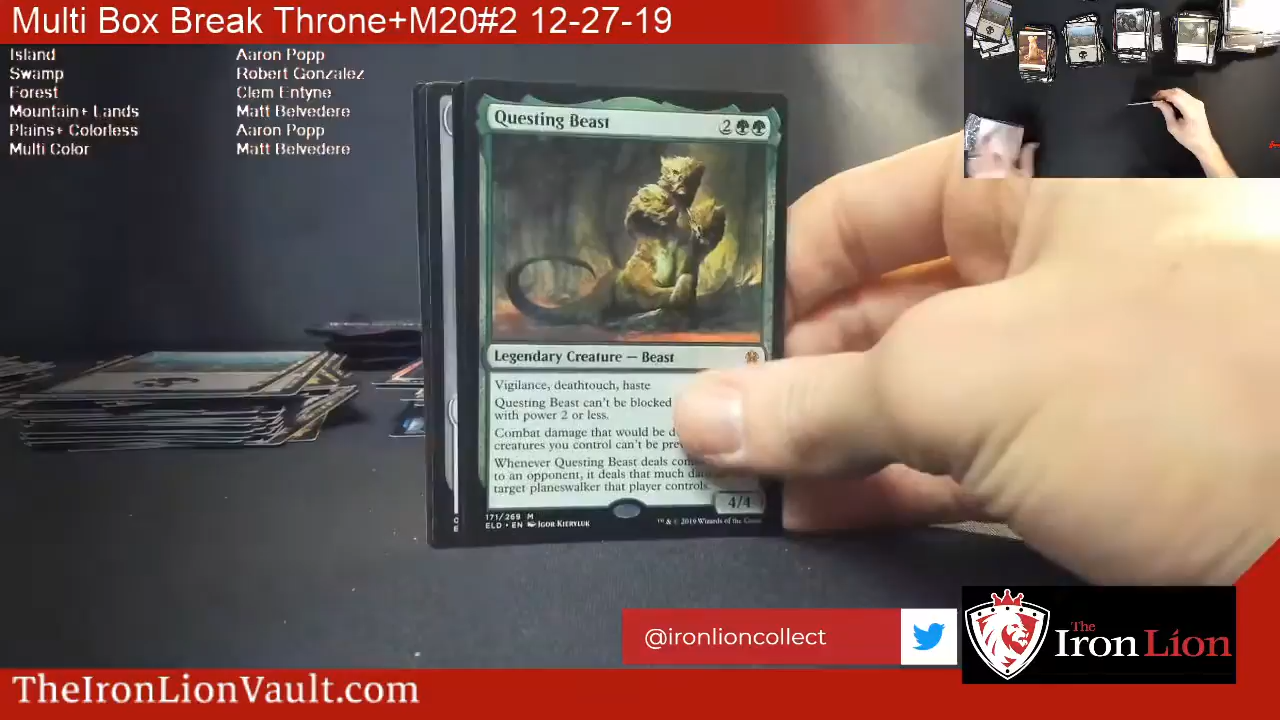 Multi Box Break Throne+M20#2 12-27-19
Island Aaron Popp
Swamp Robert Gonzalez
Forest Clem Entyne
Mountain+ Lands Matt Belvedere
Plains+ Colorless Aaron Popp
Multi Color Matt Belvedere
Questing Beast 2
Legendary Creature — Beast
Vigilance, deathtouch, haste
Questing Beast can't be blocked
with power 2 or less.
Combat damage that would be
creatures you control can't be
Whenever Questing Beast deals
to an opponent, it deals that much
target planeswalker that player controls.
4/4
171/269 M
ELD • EN Igor Kieryluk ™ & © 2019 Wizards of the Coast
@ironlioncollect
The
Iron Lion
TheIronLionVault.com